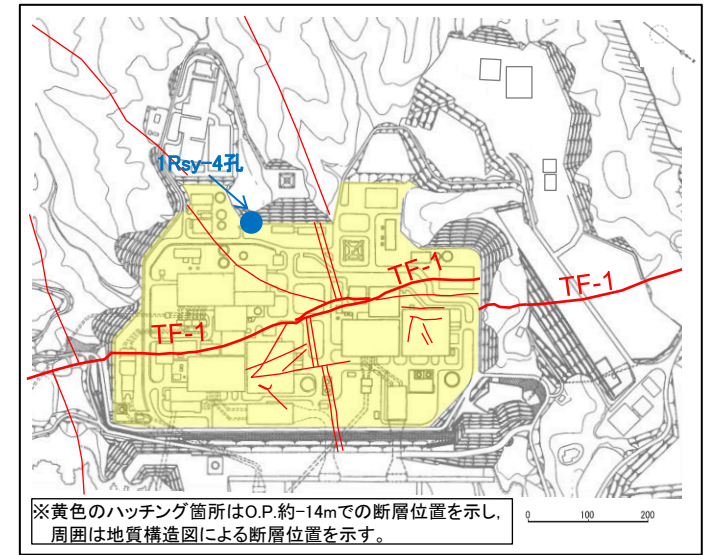 1Rsy-4孔
TF-1
TF-1
TF-1
※黄色のハッチング箇所はO.P.約-14mでの断層位置を示し,
周囲は地質構造図による断層位置を示す。
0 100 200